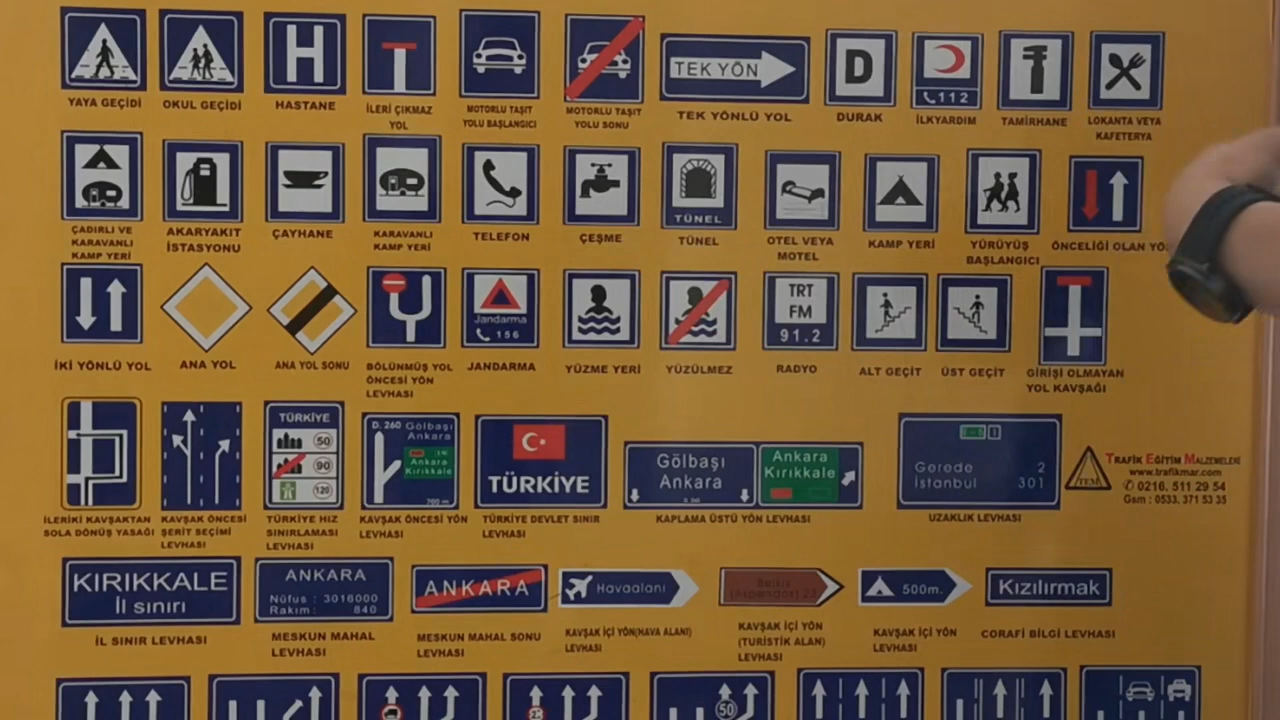 H
TEK YÖN
D
112
YAYA GEÇİDİ
OKUL GEÇİDİ
HASTANE
İLERİ ÇIKMAZ
YOL
MOTORLU TAŞIT
YOLU BAŞLANGICI
MOTORLU TAŞIT
YOLU SONU
TEK YÖNLÜ YOL
DURAK
İLKYARDIM
TAMİRHANE
LOKANTA VEYA
KAFETERYA
TÜNEL
ÇADIRLI VE
KARAVANLI
KAMP YERİ
AKARYAKIT
İSTASYONU
ÇAYHANE
KARAVANLI
KAMP YERİ
TELEFON
ÇEŞME
TÜNEL
OTEL VEYA
MOTEL
KAMP YERİ
YÜRÜYÜŞ
BAŞLANGICI
ÖNCELİĞİ OLAN YO
Jandarma
156
TRT
FM
91.2
İKİ YÖNLÜ YOL
ANA YOL
ANA YOL SONU
BÖLÜNMÜŞ YOL
ÖNCESİ YÖN
LEVHASI
JANDARMA
YÜZME YERİ
YÜZÜLMEZ
RADYO
ALT GEÇİT
ÜST GEÇİT
GİRİŞİ OLMAYAN
YOL KAVŞAĞI
TÜRKİYE
50
90
120
D. 260 Gölbaşı
Ankara
Ankara
Kırıkkale
700 m
TÜRKİYE
Gölbaşı
Ankara
Ankara
Kırıkkale
Gerede 2
İstanbul 301
TRAFİK EĞİTİM MALZEMELERİ
www.trafikmar.com
TEM
0216. 511 29 54
Gsm : 0533. 371 53 35
İLERİKİ KAVŞAKTAN
SOLA DÖNÜŞ YASAĞI
KAVŞAK ÖNCESİ
ŞERİT SEÇİMİ
LEVHASI
TÜRKİYE HIZ
SINIRLAMASI
LEVHASI
KAVŞAK ÖNCESİ YÖN
LEVHASI
TÜRKİYE DEVLET SINIR
LEVHASI
KAPLAMA ÜSTÜ YÖN LEVHASI
UZAKLIK LEVHASI
KIRIKKALE
İl sınırı
ANKARA
Nüfus : 3016000
Rakım : 840
ANKARA
Havaalanı
500m.
Kızılırmak
İL SINIR LEVHASI
MESKUN MAHAL
LEVHASI
MESKUN MAHAL SONU
LEVHASI
KAVŞAK İÇİ YÖN(HAVA ALANI)
LEVHASI
KAVŞAK İÇİ YÖN
(TURİSTİK ALAN)
LEVHASI
KAVŞAK İÇİ YÖN
LEVHASI
CORAFİ BİLGİ LEVHASI
50